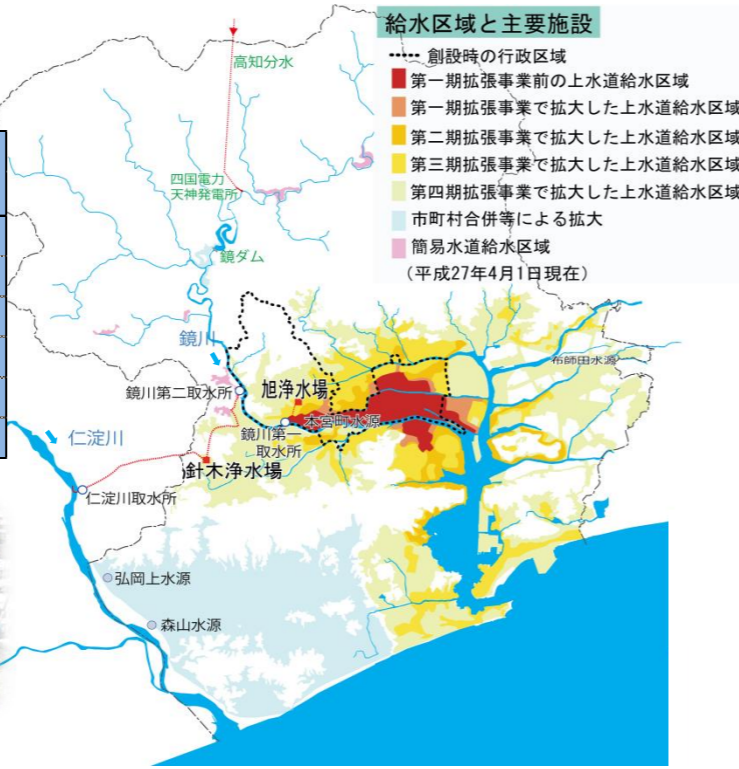 給水区域と主要施設
創設時の行政区域
第一期拡張事業前の上水道給水区域
第一期拡張事業で拡大した上水道給水区域
第二期拡張事業で拡大した上水道給水区域
第三期拡張事業で拡大した上水道給水区域
第四期拡張事業で拡大した上水道給水区域
市町村合併等による拡大
簡易水道給水区域
（平成27年4月1日現在）
高知分水
四国電力
天神発電所
鏡ダム
鏡川
布師田水源
鏡川第二取水所
旭浄水場
本宮町水源
鏡川第一
取水所
仁淀川
針木浄水場
仁淀川取水所
弘岡上水源
森山水源